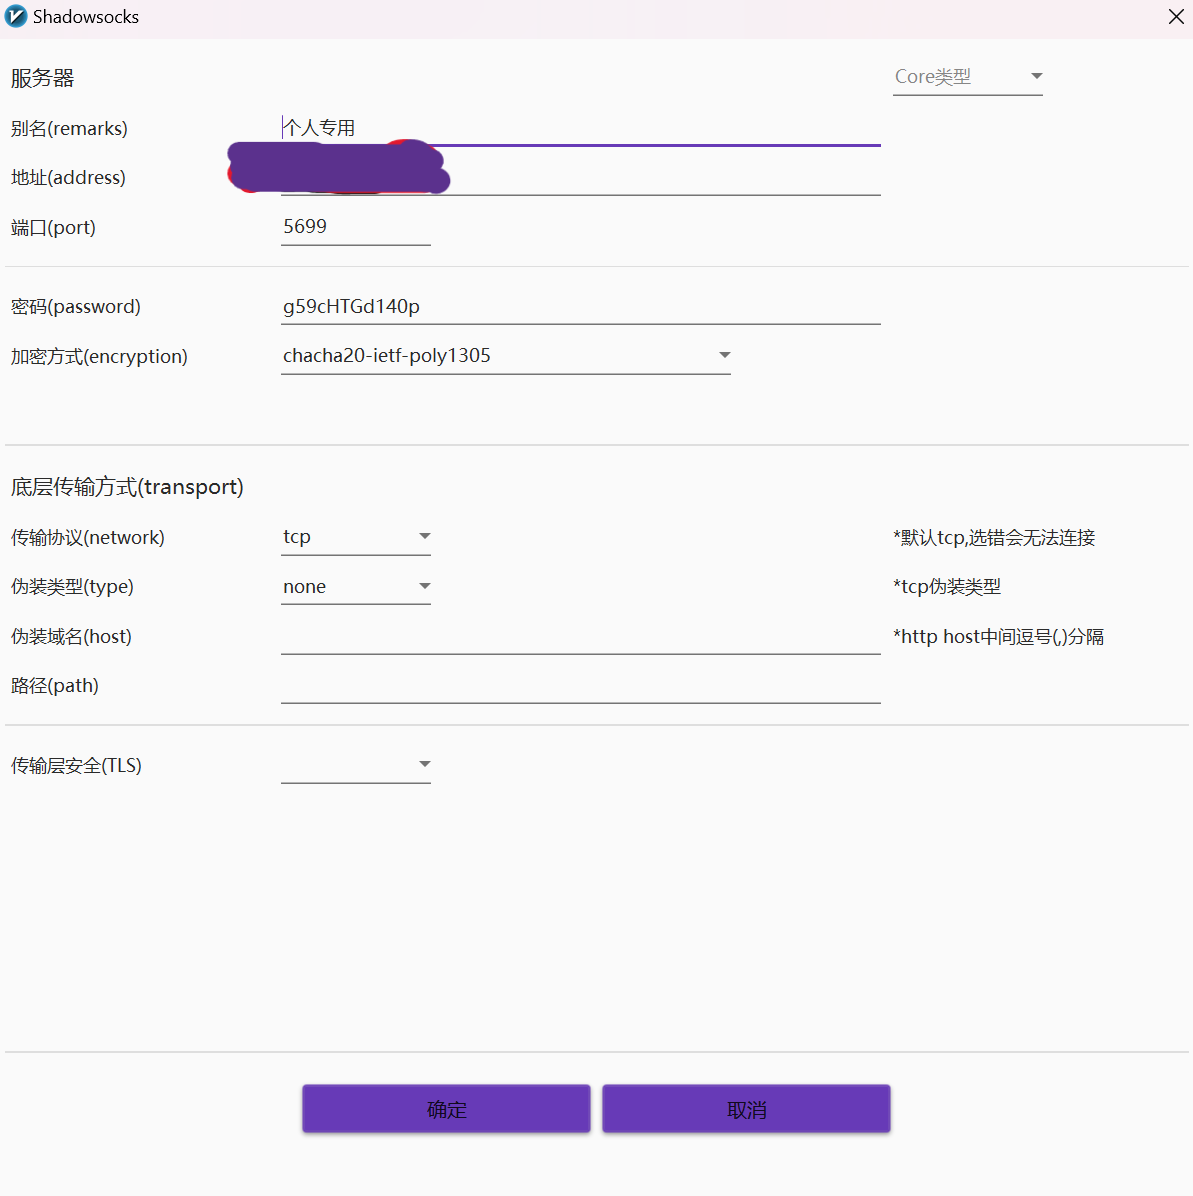 Shadowsocks
服务器
Core类型
别名(remarks)
个人专用
地址(address)
端口(port)
5699
密码(password)
g59cHTGd140p
加密方式(encryption)
chacha20-ietf-poly1305
底层传输方式(transport)
传输协议(network)
tcp
*默认tcp,选错会无法连接
伪装类型(type)
none
*tcp伪装类型
伪装域名(host)
*http host中间逗号(,)分隔
路径(path)
传输层安全(TLS)
确定
取消